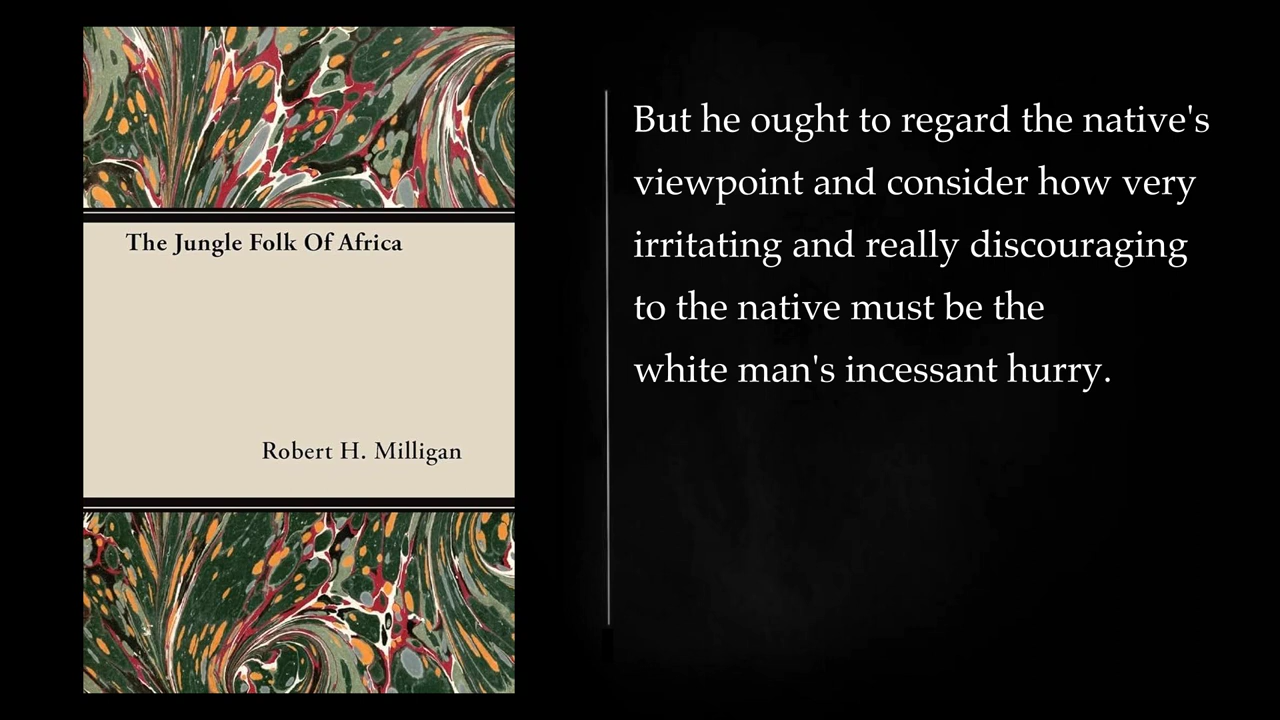 The Jungle Folk Of Africa
Robert H. Milligan
But he ought to regard the native's
viewpoint and consider how very
irritating and really discouraging
to the native must be the
white man's incessant hurry.